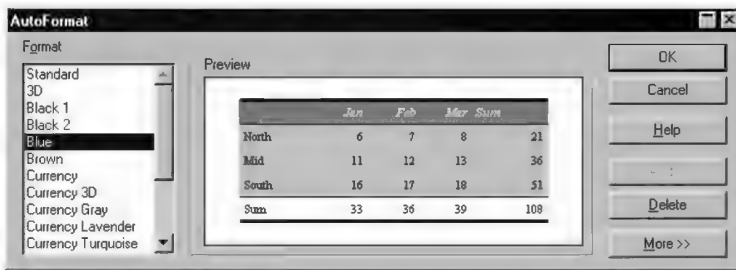 AutoFormat
Format
Standard
3D
Black 1
Black 2
Blue
Brown
Currency
Currency 3D
Currency Gray
Currency Lavender
Currency Turquoise
Preview
Jan Feb Mar Sum
North 6 7 8 21
Mid 11 12 13 36
South 16 17 18 51
Sum 33 36 39 108
OK
Cancel
Help
Delete
More >>